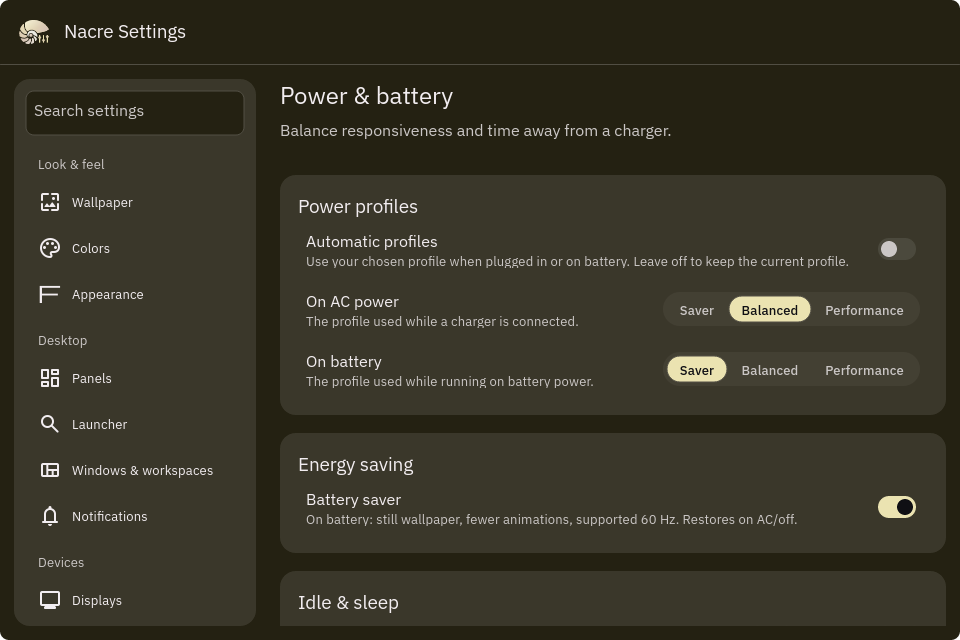 Nacre Settings
Search settings
Look & feel
Wallpaper
Colors
Appearance
Desktop
Panels
Launcher
Windows & workspaces
Notifications
Devices
Displays
Power & battery
Balance responsiveness and time away from a charger.
Power profiles
Automatic profiles
Use your chosen profile when plugged in or on battery. Leave off to keep the current profile.
On AC power
The profile used while a charger is connected.
Saver Balanced Performance
On battery
The profile used while running on battery power.
Saver Balanced Performance
Energy saving
Battery saver
On battery: still wallpaper, fewer animations, supported 60 Hz. Restores on AC/off.
Idle & sleep